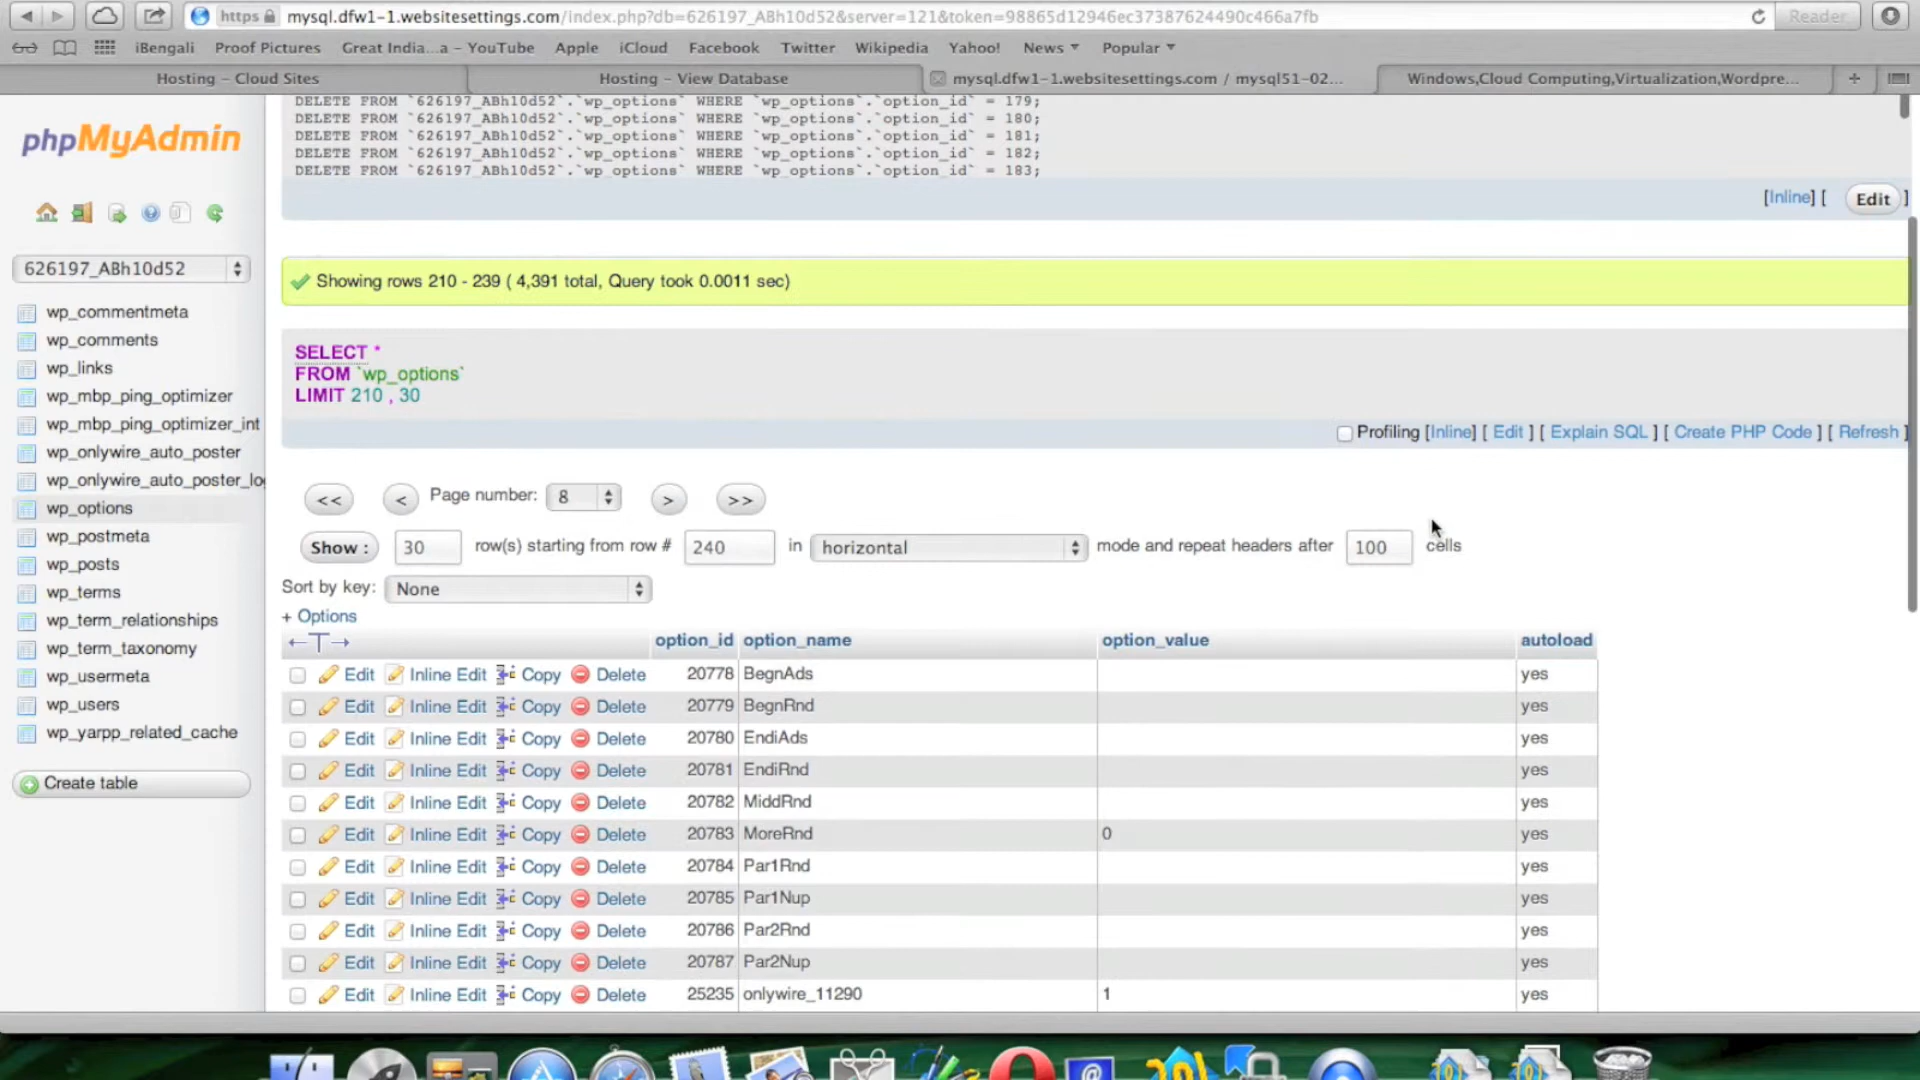 https mysql.dfw1-1.websitesettings.com/index.php?db=626197_ABh10d52&server=121&token=98865d12946ec37387624490c466a7fb Reader
iBengali Proof Pictures Great India...a – YouTube Apple iCloud Facebook Twitter Wikipedia Yahoo! News Popular
Hosting – Cloud Sites Hosting – View Database mysql.dfw1-1.websitesettings.com / mysql51-02... Windows,Cloud Computing,Virtualization,Wordpre... +
phpMyAdmin
626197_ABh10d52
wp_commentmeta
wp_comments
wp_links
wp_mbp_ping_optimizer
wp_mbp_ping_optimizer_int
wp_onlywire_auto_poster
wp_onlywire_auto_poster_lo
wp_options
wp_postmeta
wp_posts
wp_terms
wp_term_relationships
wp_term_taxonomy
wp_usermeta
wp_users
wp_yarpp_related_cache
Create table
DELETE FROM `626197_ABh10d52`.`wp_options` WHERE `wp_options`.`option_id` = 179;
DELETE FROM `626197_ABh10d52`.`wp_options` WHERE `wp_options`.`option_id` = 180;
DELETE FROM `626197_ABh10d52`.`wp_options` WHERE `wp_options`.`option_id` = 181;
DELETE FROM `626197_ABh10d52`.`wp_options` WHERE `wp_options`.`option_id` = 182;
DELETE FROM `626197_ABh10d52`.`wp_options` WHERE `wp_options`.`option_id` = 183;
[Inline] [ Edit ]
Showing rows 210 - 239 ( 4,391 total, Query took 0.0011 sec)
SELECT *
FROM `wp_options`
LIMIT 210 , 30
Profiling [Inline] [ Edit ] [ Explain SQL ] [ Create PHP Code ] [ Refresh ]
<< < Page number: 8 > >>
Show : 30 row(s) starting from row # 240 in horizontal mode and repeat headers after 100 cells
Sort by key: None
+ Options
←T→ option_id option_name option_value autoload
Edit Inline Edit Copy Delete 20778 BegnAds yes
Edit Inline Edit Copy Delete 20779 BegnRnd yes
Edit Inline Edit Copy Delete 20780 EndiAds yes
Edit Inline Edit Copy Delete 20781 EndiRnd yes
Edit Inline Edit Copy Delete 20782 MiddRnd yes
Edit Inline Edit Copy Delete 20783 MoreRnd 0 yes
Edit Inline Edit Copy Delete 20784 Par1Rnd yes
Edit Inline Edit Copy Delete 20785 Par1Nup yes
Edit Inline Edit Copy Delete 20786 Par2Rnd yes
Edit Inline Edit Copy Delete 20787 Par2Nup yes
Edit Inline Edit Copy Delete 25235 onlywire_11290 1 yes